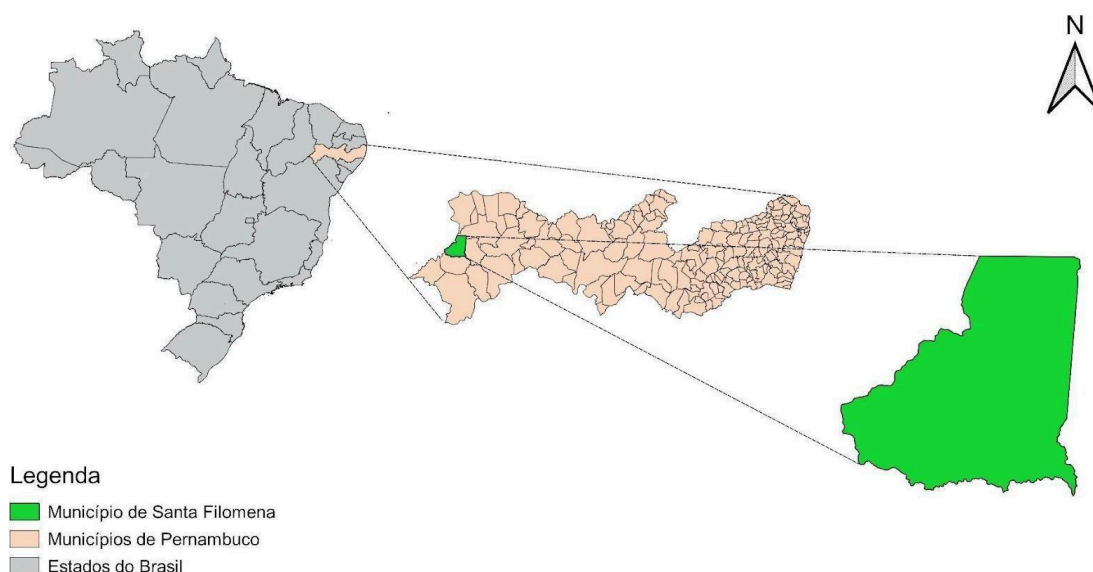 N
Legenda
Município de Santa Filomena
Municípios de Pernambuco
Estados do Brasil